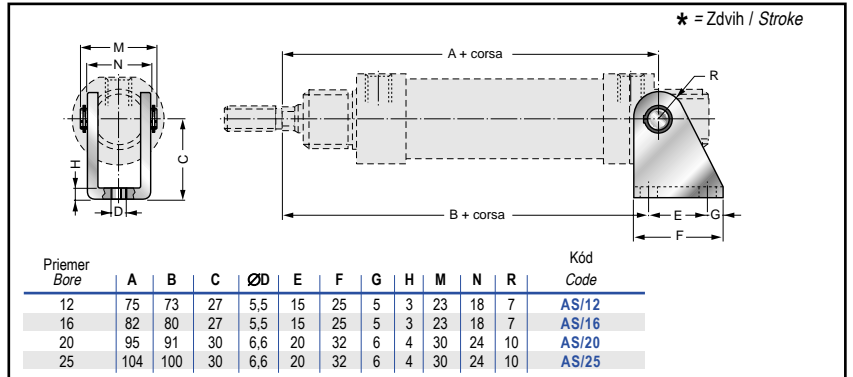 * = Zdvih / Stroke
M
N
A + corsa
R
C
H
D
B + corsa
E
G
F
Priemer Kód
Bore A B C ØD E F G H M N R Code
12 75 73 27 5,5 15 25 5 3 23 18 7 AS/12
16 82 80 27 5,5 15 25 5 3 23 18 7 AS/16
20 95 91 30 6,6 20 32 6 4 30 24 10 AS/20
25 104 100 30 6,6 20 32 6 4 30 24 10 AS/25